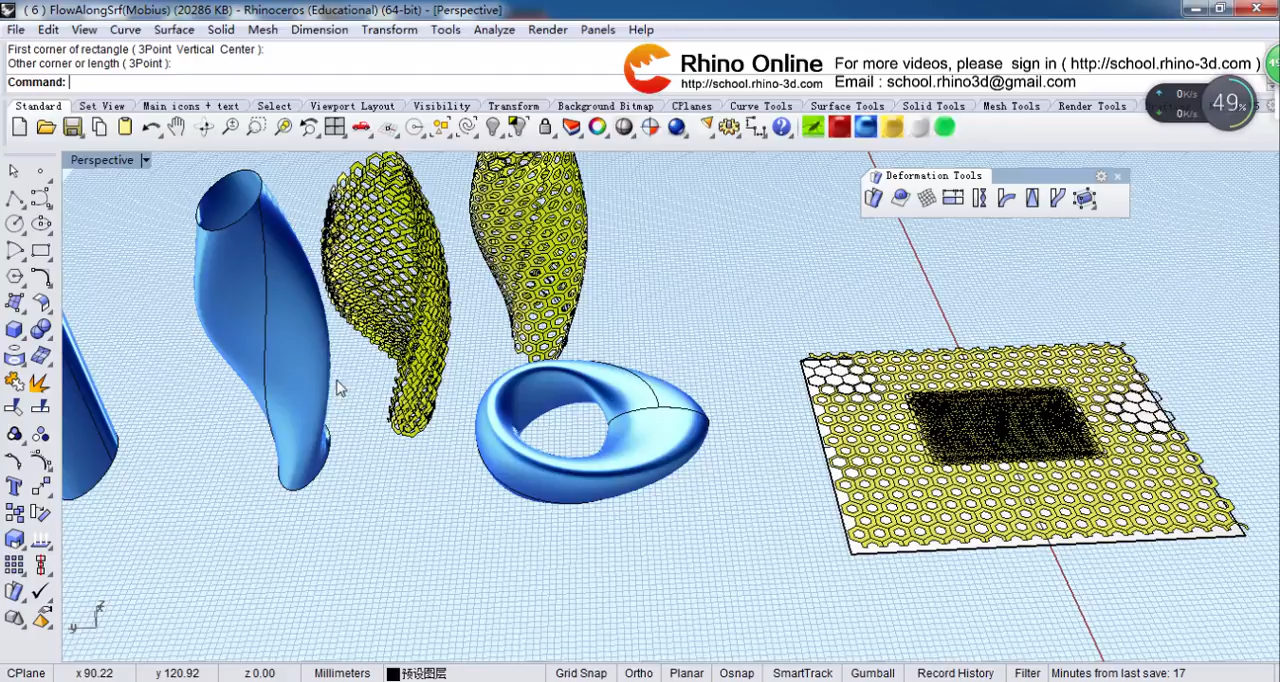 ( 6 ) FlowAlongSrf(Mobius) (20286 KB) - Rhinoceros (Educational) (64-bit) - [Perspective]
File Edit View Curve Surface Solid Mesh Dimension Transform Tools Analyze Render Panels Help
First corner of rectangle ( 3Point Vertical Center ):
Other corner or length ( 3Point ):
Command:
Rhino Online
http://school.rhino-3d.com
For more videos, please sign in ( http://school.rhino-3d.com )
Email : school.rhino3d@gmail.com
Standard Set View Main icons + text Select Viewport Layout Visibility Transform Background Bitmap CPlanes Curve Tools Surface Tools Solid Tools Mesh Tools Render Tools
0K/s
0K/s
49%
Perspective
Deformation Tools
z
y
CPlane x 90.22 y 120.92 z 0.00 Millimeters 预设图层 Grid Snap Ortho Planar Osnap SmartTrack Gumball Record History Filter Minutes from last save: 17